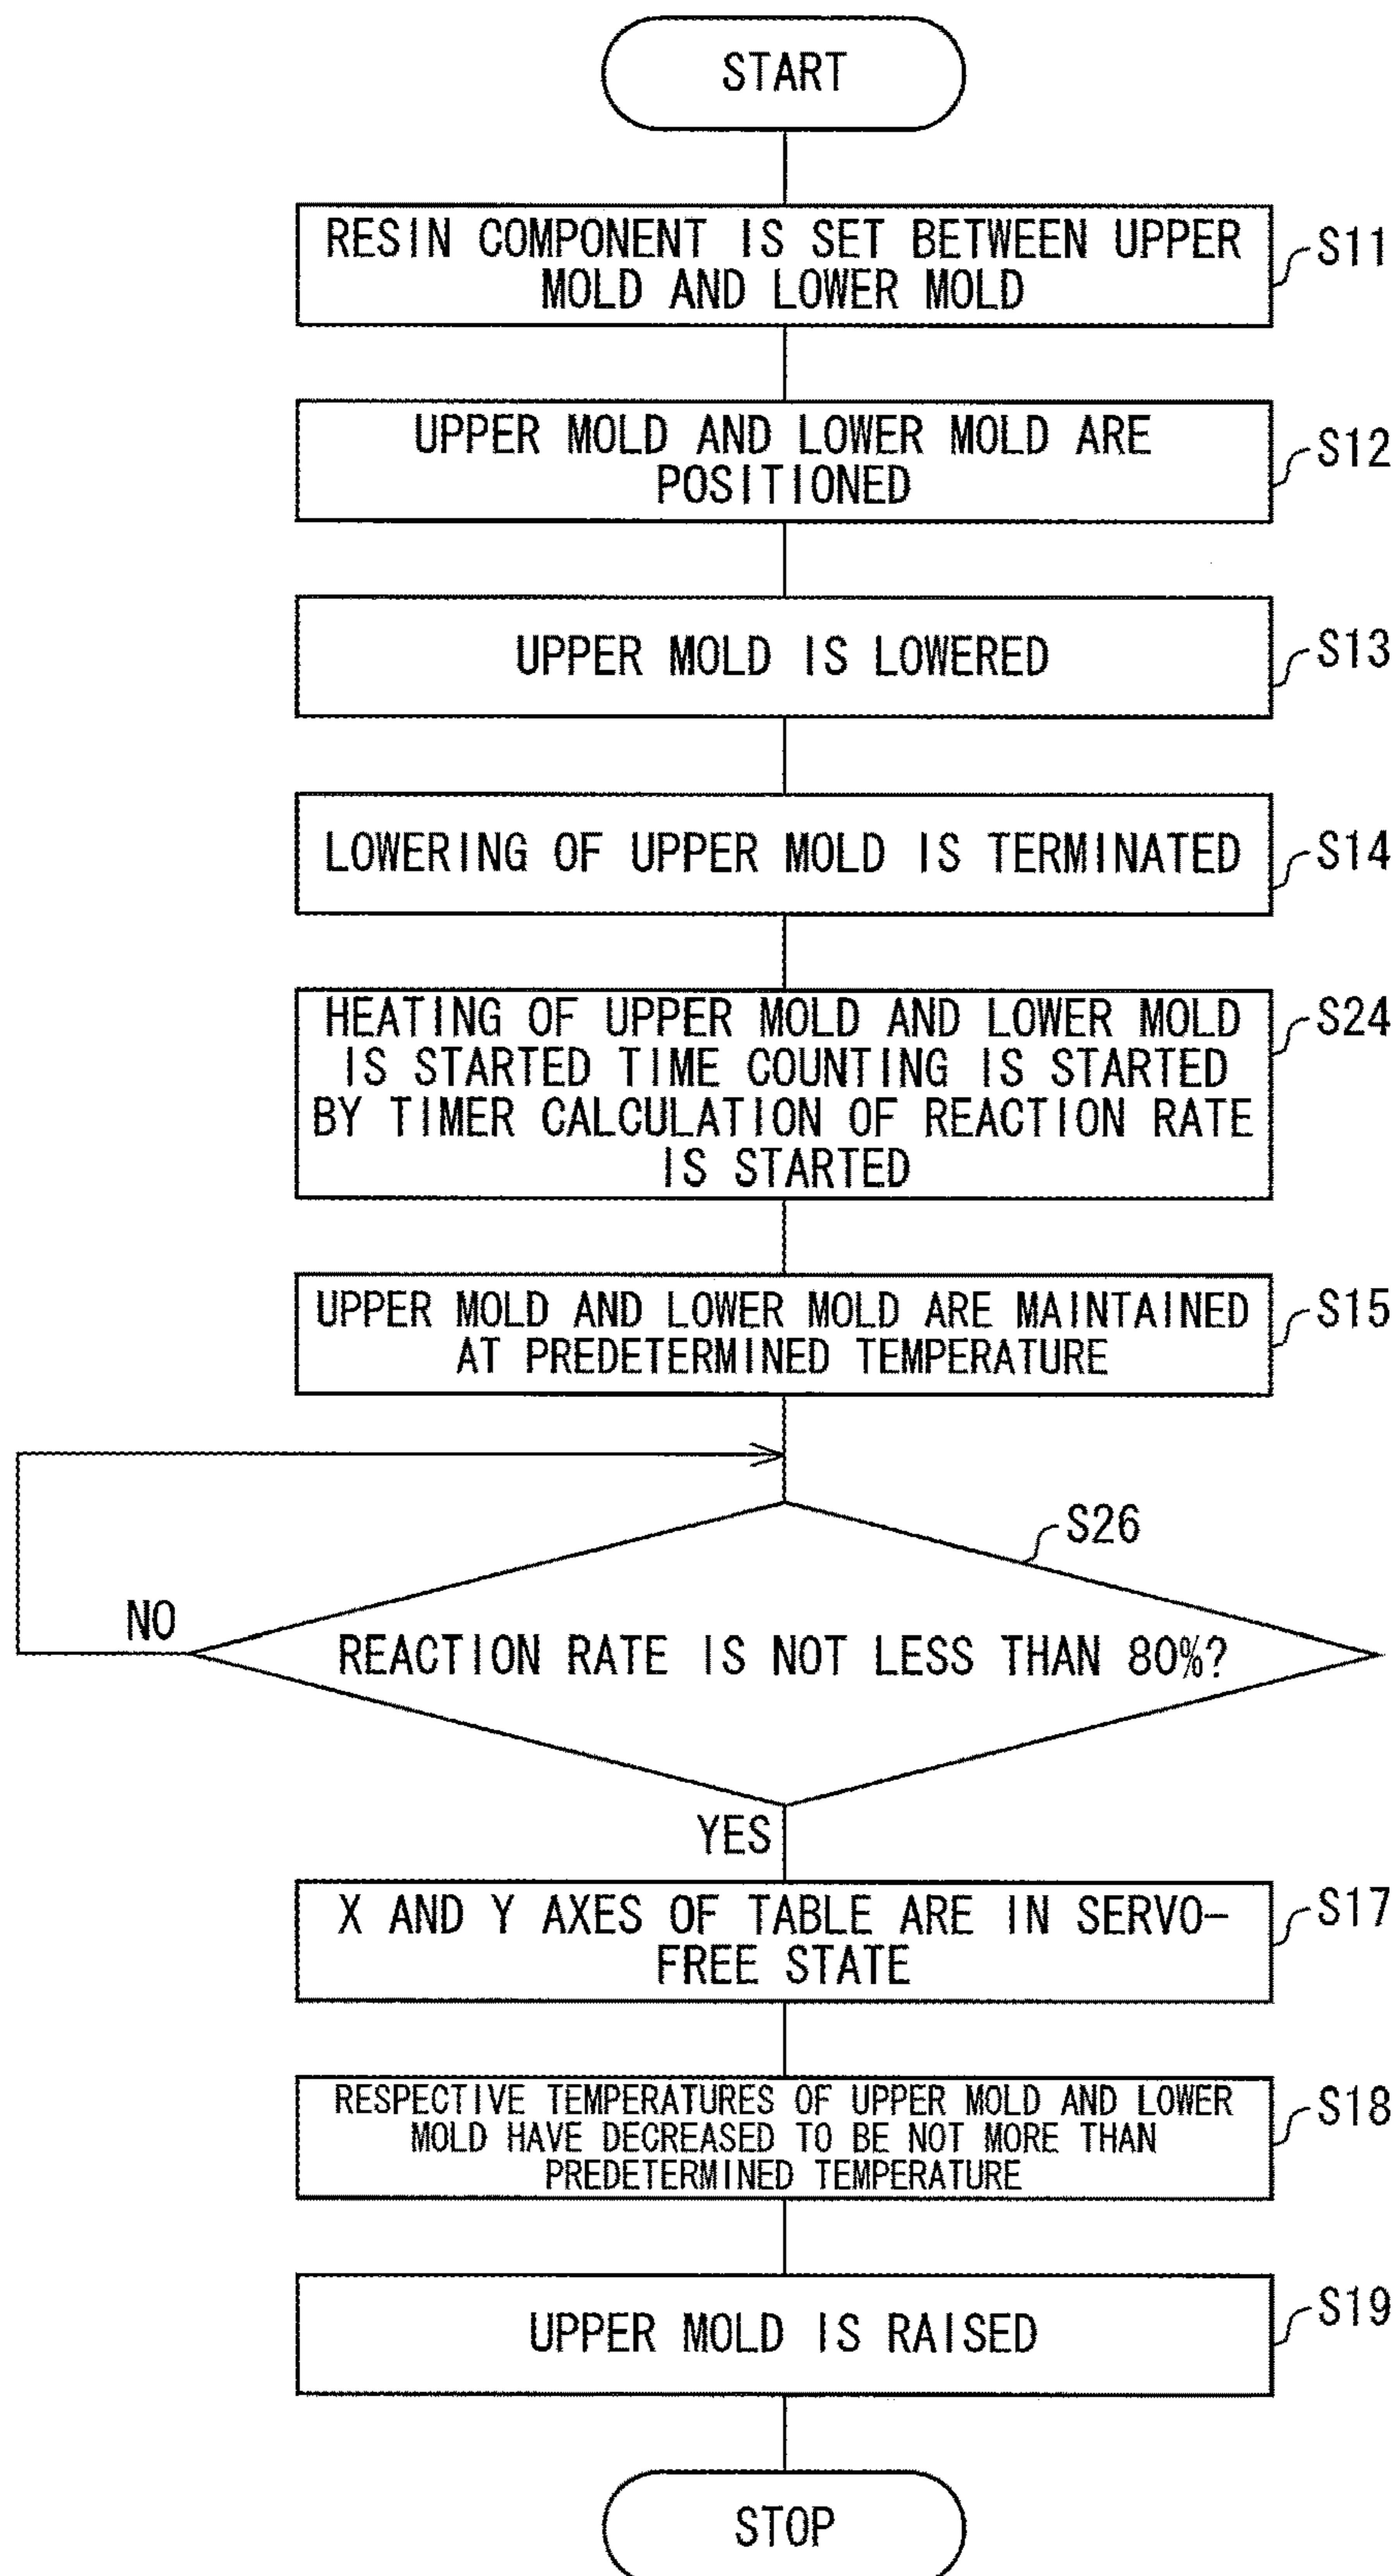 START
RESIN COMPONENT IS SET BETWEEN UPPER
MOLD AND LOWER MOLD
S11
UPPER MOLD AND LOWER MOLD ARE
POSITIONED
S12
UPPER MOLD IS LOWERED
S13
LOWERING OF UPPER MOLD IS TERMINATED
S14
HEATING OF UPPER MOLD AND LOWER MOLD
IS STARTED TIME COUNTING IS STARTED
BY TIMER CALCULATION OF REACTION RATE
IS STARTED
S24
UPPER MOLD AND LOWER MOLD ARE MAINTAINED
AT PREDETERMINED TEMPERATURE
S15
S26
NO
REACTION RATE IS NOT LESS THAN 80%?
YES
X AND Y AXES OF TABLE ARE IN SERVO-
FREE STATE
S17
RESPECTIVE TEMPERATURES OF UPPER MOLD AND LOWER
MOLD HAVE DECREASED TO BE NOT MORE THAN
PREDETERMINED TEMPERATURE
S18
UPPER MOLD IS RAISED
S19
STOP